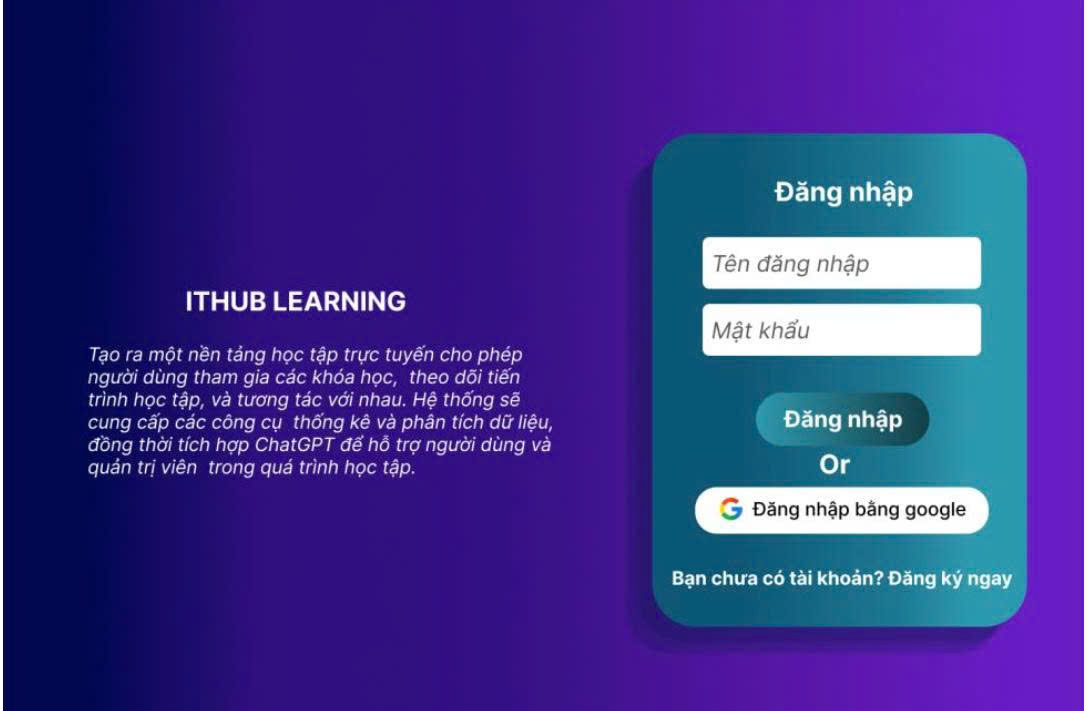 ITHUB LEARNING
Tạo ra một nền tảng học tập trực tuyến cho phép
người dùng tham gia các khóa học,  theo dõi tiến
trình học tập, và tương tác với nhau. Hệ thống sẽ
cung cấp các công cụ  thống kê và phân tích dữ liệu,
đồng thời tích hợp ChatGPT để hỗ trợ người dùng và
quản trị viên  trong quá trình học tập.
Đăng nhập
Tên đăng nhập
Mật khẩu
Đăng nhập
Or
Đăng nhập bằng google
Bạn chưa có tài khoản? Đăng ký ngay